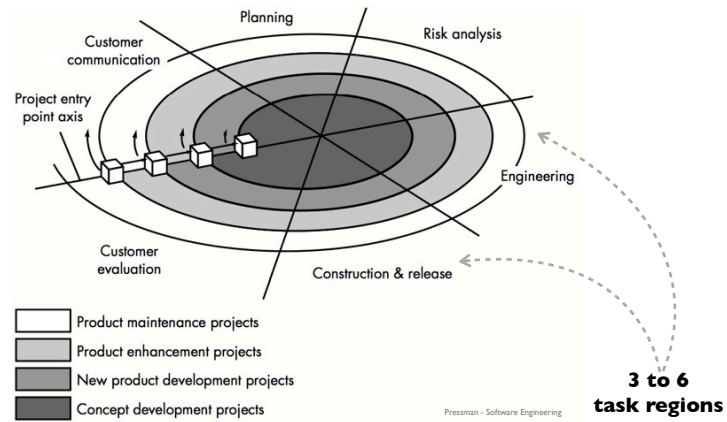 Planning
Risk analysis
Customer
communication
Project entry
point axis
Engineering
Customer
evaluation
Construction & release
Product maintenance projects
Product enhancement projects
New product development projects
Concept development projects
Pressman - Software Engineering
3 to 6
task regions